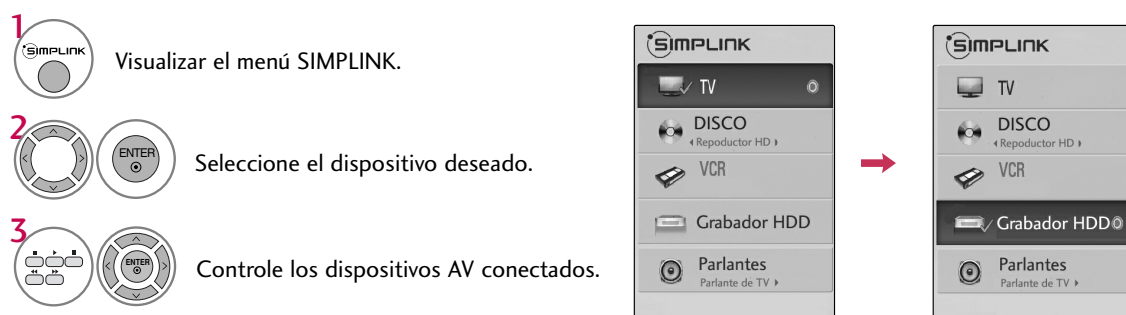 1
SIMPLINK
Visualizar el menú SIMPLINK.
2
ENTER
Seleccione el dispositivo deseado.
3
ENTER
Controle los dispositivos AV conectados.
SIMPLINK
TV
DISCO
Repoductor HD
VCR
Grabador HDD
Parlantes
Parlante de TV
SIMPLINK
TV
DISCO
Repoductor HD
VCR
Grabador HDD
Parlantes
Parlante de TV